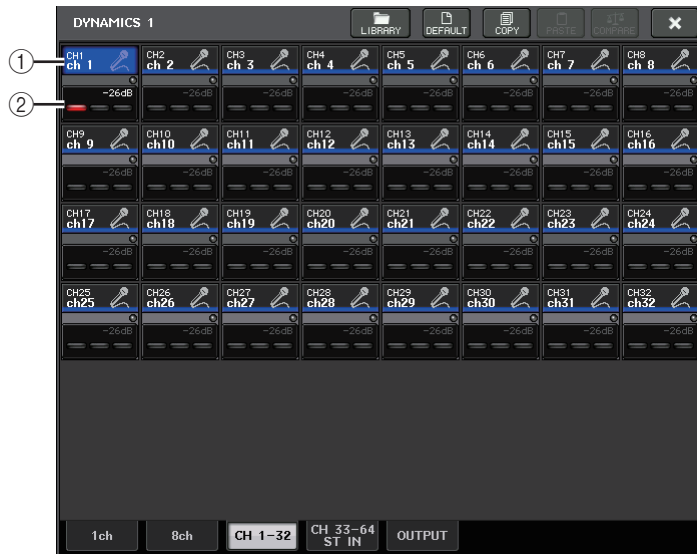 DYNAMICS 1
LIBRARY DEFAULT COPY PASTE COMPARE
①
CH1 CH2 CH3 CH4 CH5 CH6 CH7 CH8
ch 1 ch 2 ch 3 ch 4 ch 5 ch 6 ch 7 ch 8
②
-26dB -26dB -26dB -26dB -26dB -26dB -26dB -26dB
CH9 CH10 CH11 CH12 CH13 CH14 CH15 CH16
ch 9 ch10 ch11 ch12 ch13 ch14 ch15 ch16
-26dB -26dB -26dB -26dB -26dB -26dB -26dB -26dB
CH17 CH18 CH19 CH20 CH21 CH22 CH23 CH24
ch17 ch18 ch19 ch20 ch21 ch22 ch23 ch24
-26dB -26dB -26dB -26dB -26dB -26dB -26dB -26dB
CH25 CH26 CH27 CH28 CH29 CH30 CH31 CH32
ch25 ch26 ch27 ch28 ch29 ch30 ch31 ch32
-26dB -26dB -26dB -26dB -26dB -26dB -26dB -26dB
1ch 8ch CH 1-32 CH 33-64 OUTPUT
ST IN